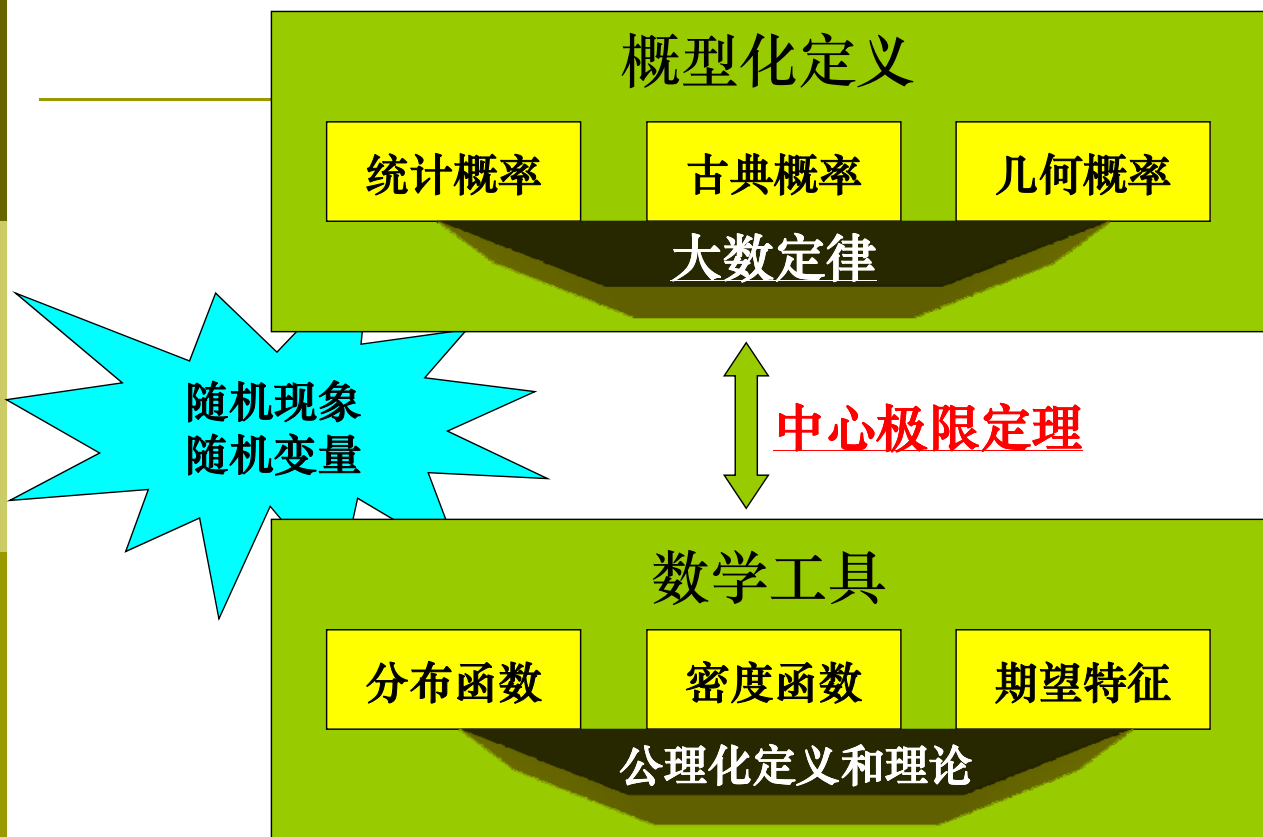 概型化定义
统计概率
古典概率
几何概率
大数定律
随机现象
随机变量
中心极限定理
数学工具
分布函数
密度函数
期望特征
公理化定义和理论